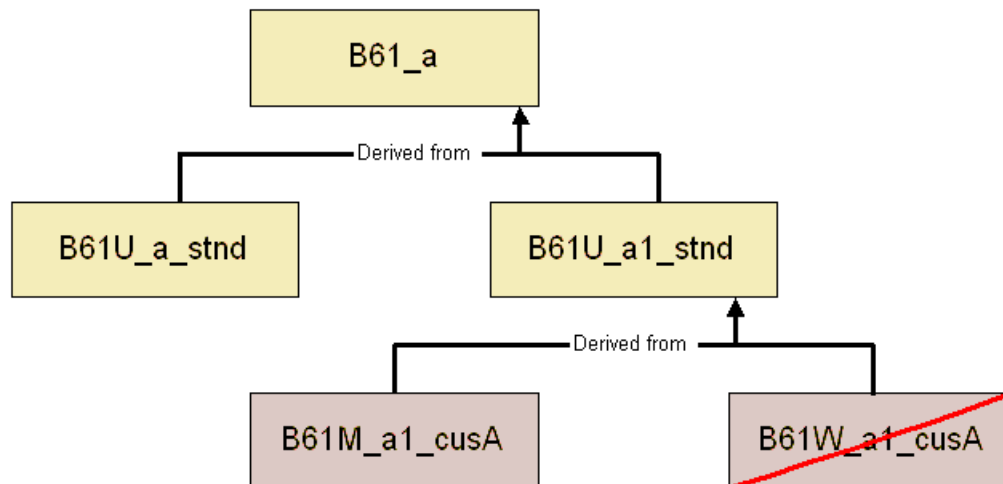 B61_a
Derived from
B61U_a_stnd
B61U_a1_stnd
Derived from
B61M_a1_cusA
B61W_a1_cusA